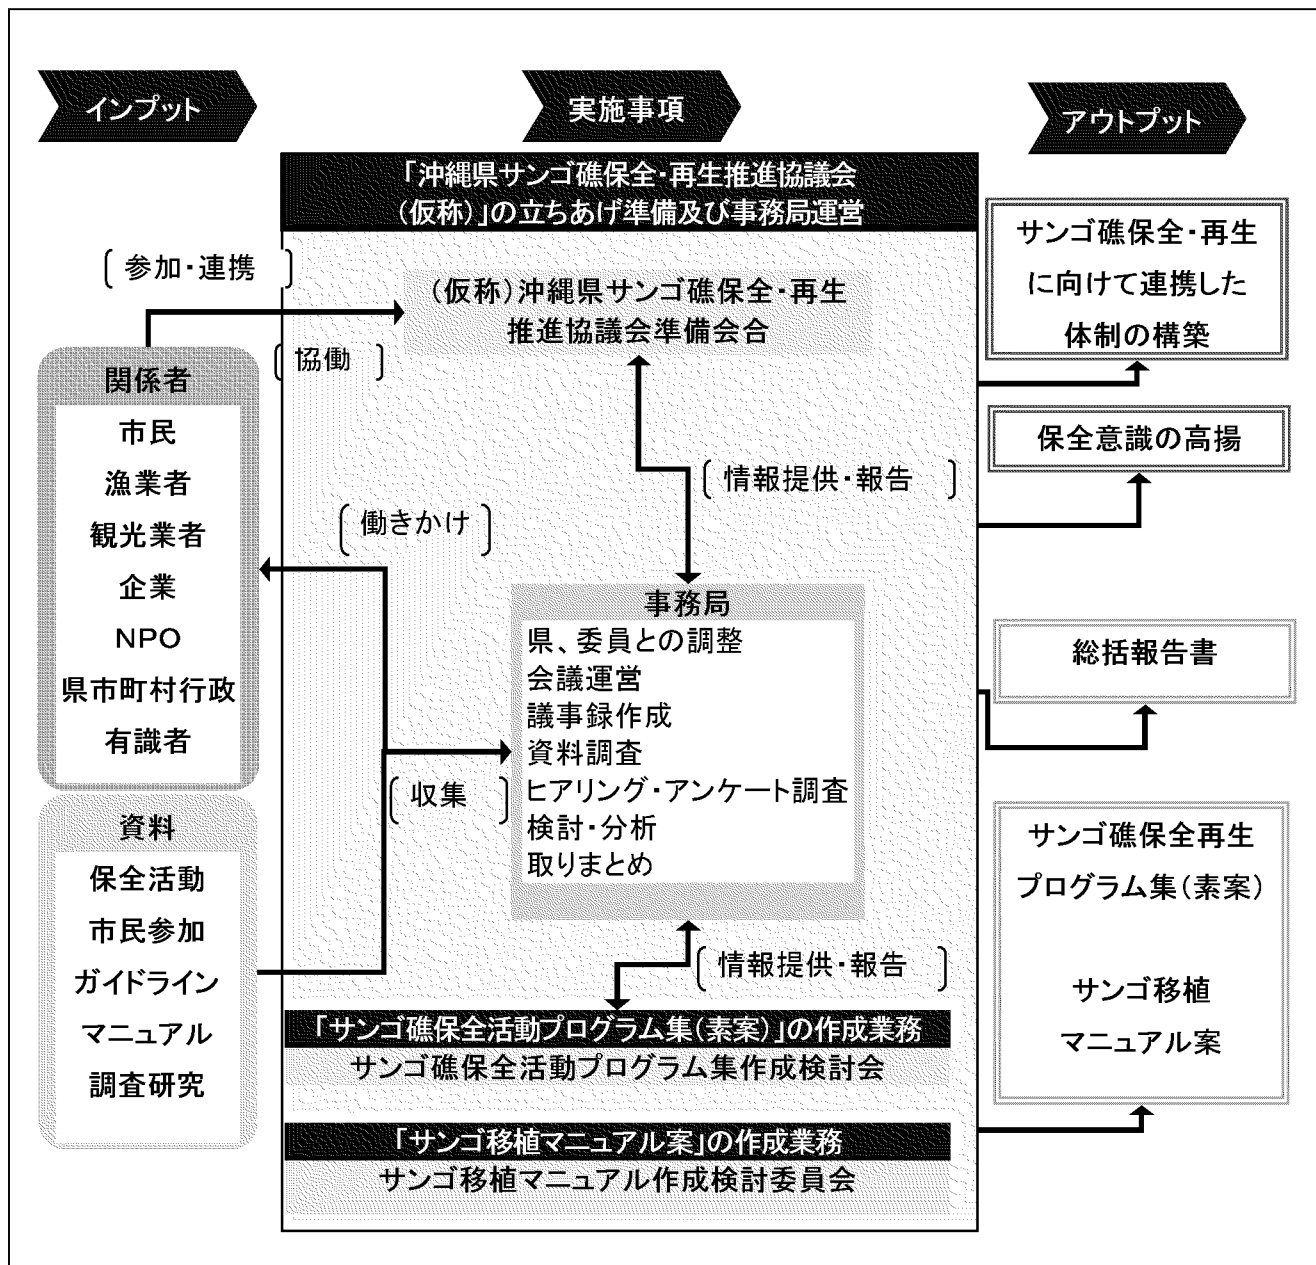 インプット
実施事項
アウトプット
「沖縄県サンゴ礁保全・再生推進協議会
(仮称)」の立ちあげ準備及び事務局運営
参加・連携
(仮称)沖縄県サンゴ礁保全・再生
推進協議会準備会合
協働
関係者
市民
漁業者
観光業者
企業
NPO
県市町村行政
有識者
資料
保全活動
市民参加
ガイドライン
マニュアル
調査研究
情報提供・報告
働きかけ
収集
事務局
県、委員との調整
会議運営
議事録作成
資料調査
ヒアリング・アンケート調査
検討・分析
取りまとめ
情報提供・報告
「サンゴ礁保全活動プログラム集(素案)」の作成業務
サンゴ礁保全活動プログラム集作成検討会
「サンゴ移植マニュアル案」の作成業務
サンゴ移植マニュアル作成検討委員会
サンゴ礁保全・再生
に向けて連携した
体制の構築
保全意識の高揚
総括報告書
サンゴ礁保全再生
プログラム集(素案)
サンゴ移植
マニュアル案